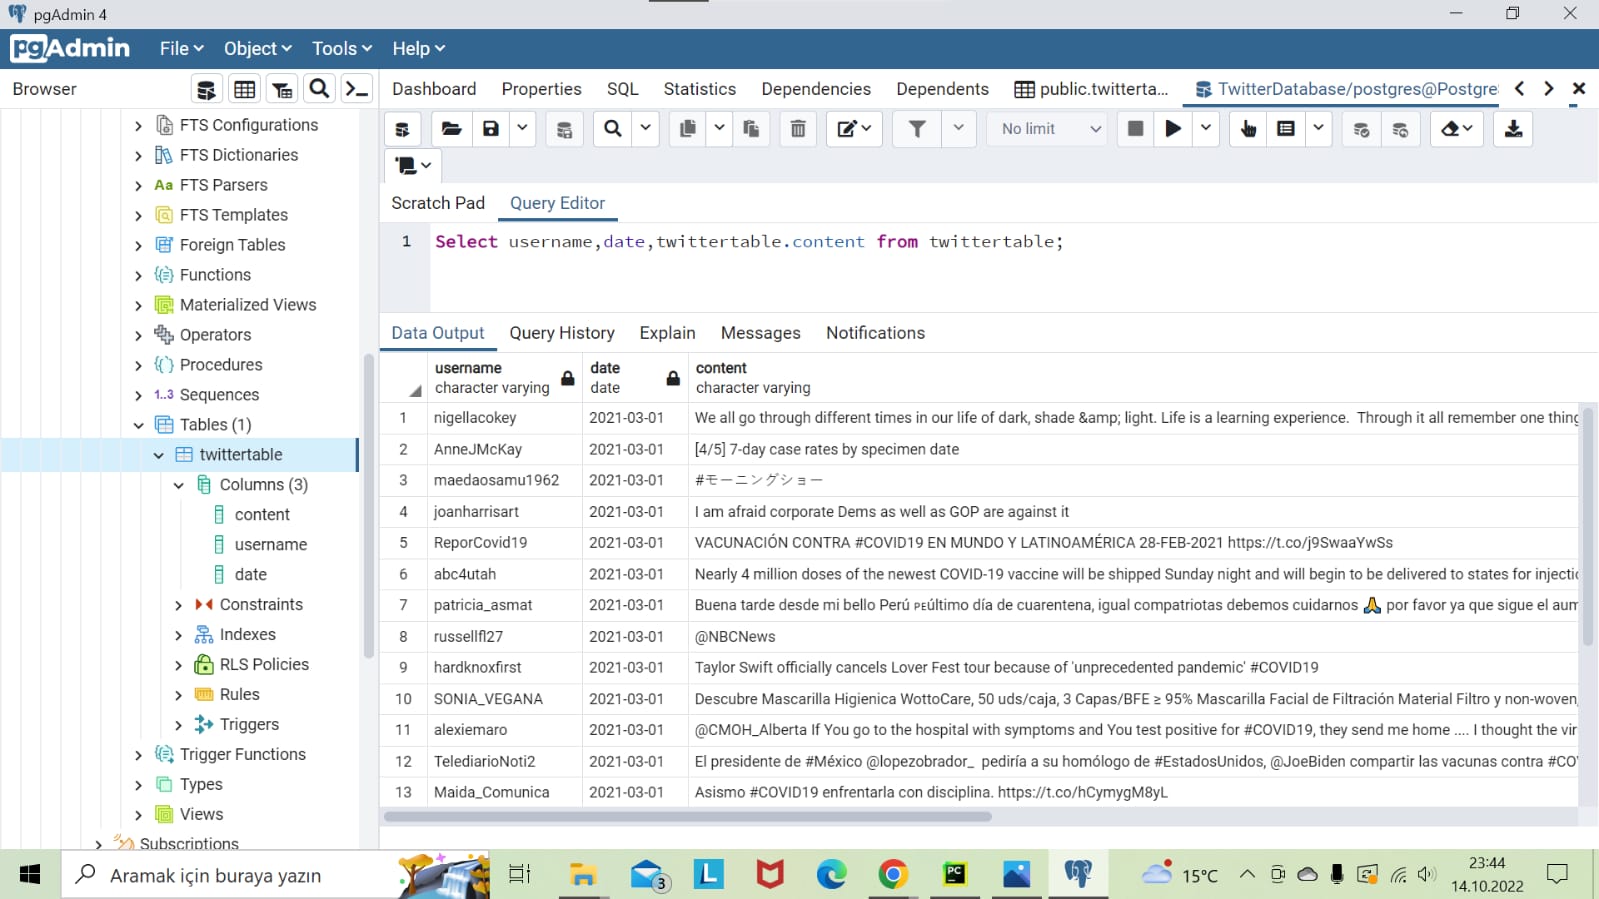 pgAdmin 4
pgAdmin File Object Tools Help
Browser
Dashboard Properties SQL Statistics Dependencies Dependents public.twitterta... TwitterDatabase/postgres@Postgre
No limit
FTS Configurations
FTS Dictionaries
Aa FTS Parsers
FTS Templates
Foreign Tables
Functions
Materialized Views
Operators
Procedures
1..3 Sequences
Tables (1)
twittertable
Columns (3)
content
username
date
Constraints
Indexes
RLS Policies
Rules
Triggers
Trigger Functions
Types
Views
Subscriptions
Scratch Pad Query Editor
1 Select username,date,twittertable.content from twittertable;
Data Output Query History Explain Messages Notifications
username date content
character varying date character varying
1 nigellacokey 2021-03-01 We all go through different times in our life of dark, shade &amp; light. Life is a learning experience.  Through it all remember one thing
2 AnneJMcKay 2021-03-01 [4/5] 7-day case rates by specimen date
3 maedaosamu1962 2021-03-01 #モーニングショー
4 joanharrisart 2021-03-01 I am afraid corporate Dems as well as GOP are against it
5 ReporCovid19 2021-03-01 VACUNACIÓN CONTRA #COVID19 EN MUNDO Y LATINOAMÉRICA 28-FEB-2021 https://t.co/j9SwaaYwSs
6 abc4utah 2021-03-01 Nearly 4 million doses of the newest COVID-19 vaccine will be shipped Sunday night and will begin to be delivered to states for injectio
7 patricia_asmat 2021-03-01 Buena tarde desde mi bello Perú ᴘᴇúltimo día de cuarentena, igual compatriotas debemos cuidarnos 🙏 por favor ya que sigue el aum
8 russellfl27 2021-03-01 @NBCNews
9 hardknoxfirst 2021-03-01 Taylor Swift officially cancels Lover Fest tour because of 'unprecedented pandemic' #COVID19
10 SONIA_VEGANA 2021-03-01 Descubre Mascarilla Higienica WottoCare, 50 uds/caja, 3 Capas/BFE ≥ 95% Mascarilla Facial de Filtración Material Filtro y non-woven,
11 alexiemaro 2021-03-01 @CMOH_Alberta If You go to the hospital with symptoms and You test positive for #COVID19, they send me home .... I thought the vir
12 TelediarioNoti2 2021-03-01 El presidente de #México @lopezobrador_  pediría a su homólogo de #EstadosUnidos, @JoeBiden compartir las vacunas contra #CO
13 Maida_Comunica 2021-03-01 Asismo #COVID19 enfrentarla con disciplina. https://t.co/hCymygM8yL
Aramak için buraya yazın
3
L
PC
15°C
23:44
14.10.2022